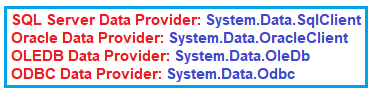 SQL Server Data Provider: System.Data.SqlClient
Oracle Data Provider: System.Data.OracleClient
OLEDB Data Provider: System.Data.OleDb
ODBC Data Provider: System.Data.Odbc